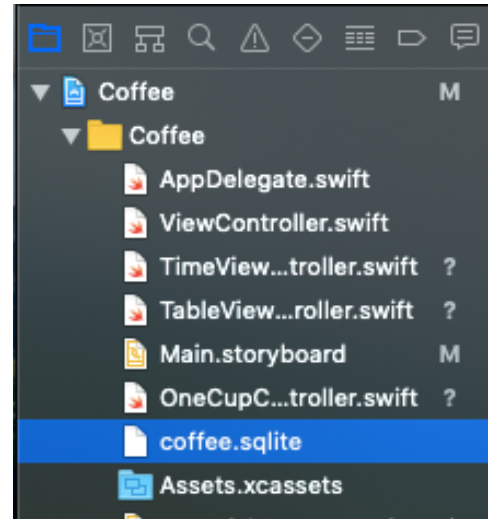 Coffee M
Coffee
AppDelegate.swift
ViewController.swift
TimeView...troller.swift ?
TableView...roller.swift ?
Main.storyboard M
OneCupC...troller.swift ?
coffee.sqlite
Assets.xcassets